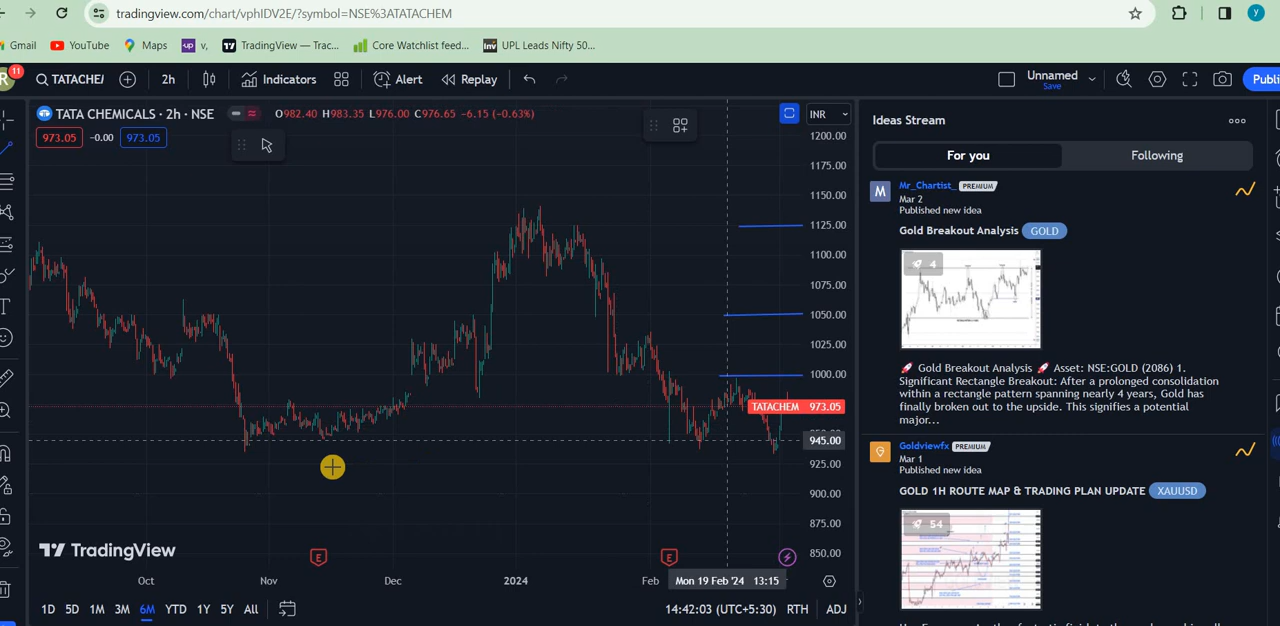 tradingview.com/chart/vphIDV2E/?symbol=NSE%3ATATACHEM
y
Gmail
YouTube
Maps
up v,
TradingView — Trac...
Core Watchlist feed...
Inv UPL Leads Nifty 50...
R 11
TATACHEM
2h
Indicators
Alert
Replay
Unnamed
Save
Publi
TATA CHEMICALS · 2h · NSE
O982.40 H983.35 L976.00 C976.65 -6.15 (-0.63%)
973.05 -0.00 973.05
INR
1200.00
1175.00
1150.00
1125.00
1100.00
1075.00
1050.00
1025.00
1000.00
TATACHEM 973.05
945.00
925.00
900.00
875.00
850.00
TradingView
E
E
Oct
Nov
Dec
2024
Feb
Mon 19 Feb '24 13:15
1D 5D 1M 3M 6M YTD 1Y 5Y All
14:42:03 (UTC+5:30) RTH ADJ
Ideas Stream
For you
Following
M
Mr_Chartist_ PREMIUM
Mar 2
Published new idea
Gold Breakout Analysis GOLD
4
🚀 Gold Breakout Analysis 🚀 Asset: NSE:GOLD (2086) 1.
Significant Rectangle Breakout: After a prolonged consolidation
within a rectangle pattern spanning nearly 4 years, Gold has
finally broken out to the upside. This signifies a potential
major...
Goldviewfx PREMIUM
Mar 1
Published new idea
GOLD 1H ROUTE MAP & TRADING PLAN UPDATE XAUUSD
54